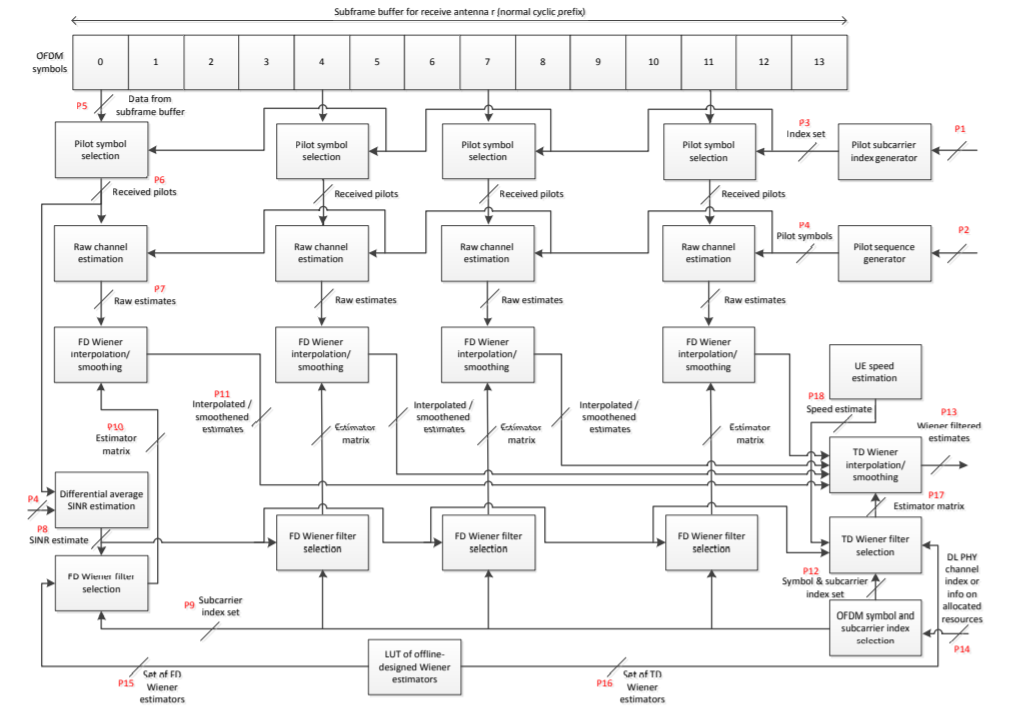 Subframe buffer for receive antenna r (normal cyclic prefix)
OFDM
symbols
0 1 2 3 4 5 6 7 8 9 10 11 12 13
P5
Data from
subframe buffer
Pilot symbol
selection
Pilot symbol
selection
Pilot symbol
selection
Pilot symbol
selection
P3
Index set
Pilot subcarrier
index generator
P1
P6
Received pilots
Received pilots
Received pilots
Received pilots
Raw channel
estimation
Raw channel
estimation
Raw channel
estimation
Raw channel
estimation
P4
Pilot symbols
Pilot sequence
generator
P2
P7
Raw estimates
Raw estimates
Raw estimates
Raw estimates
FD Wiener
interpolation/
smoothing
FD Wiener
interpolation/
smoothing
FD Wiener
interpolation/
smoothing
FD Wiener
interpolation/
smoothing
UE speed
estimation
P10
Estimator
matrix
P11
Interpolated /
smoothened
estimates
Estimator
matrix
Interpolated /
smoothened
estimates
Estimator
matrix
Interpolated /
smoothened
estimates
Estimator
matrix
P18
Speed estimate
P13
Wiener filtered
estimates
TD Wiener
interpolation/
smoothing
P17
Estimator matrix
P4
Differential average
SINR estimation
P8
SINR estimate
FD Wiener filter
selection
FD Wiener filter
selection
FD Wiener filter
selection
FD Wiener filter
selection
TD Wiener filter
selection
P12
Symbol & subcarrier
index set
DL PHY
channel
index or
info on
allocated
resources
P14
P9
Subcarrier
index set
OFDM symbol and
subcarrier index
selection
LUT of offline-
designed Wiener
estimators
P15
Set of FD
Wiener
estimators
P16
Set of TD
Wiener
estimators